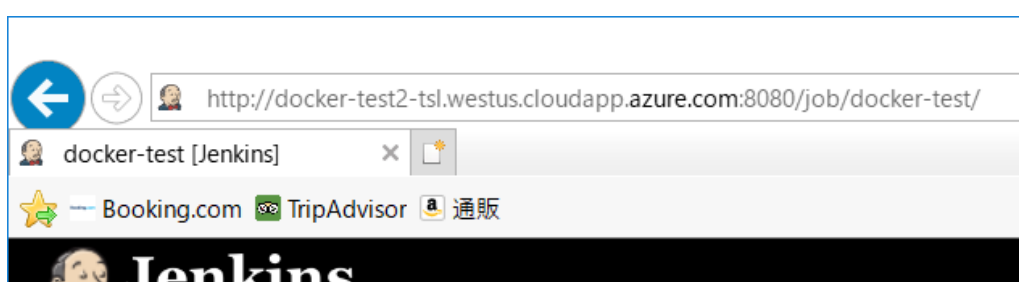 http://docker-test2-tsl.westus.cloudapp.azure.com:8080/job/docker-test/
docker-test [Jenkins]
Booking.com TripAdvisor 通販
Jenkins